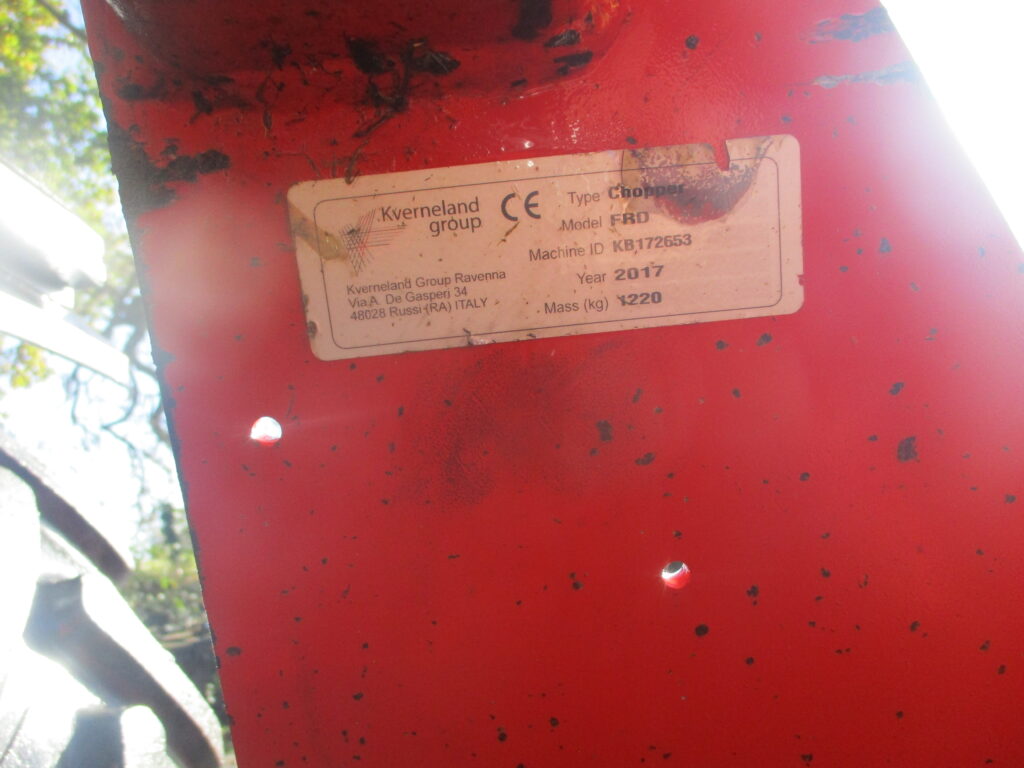 Kverneland
group
CE
Type Chopper
Model FRD
Machine ID KB172653
Year 2017
Mass (kg) 1220
Kverneland Group Ravenna
Via A. De Gasperi 34
48028 Russi (RA) ITALY